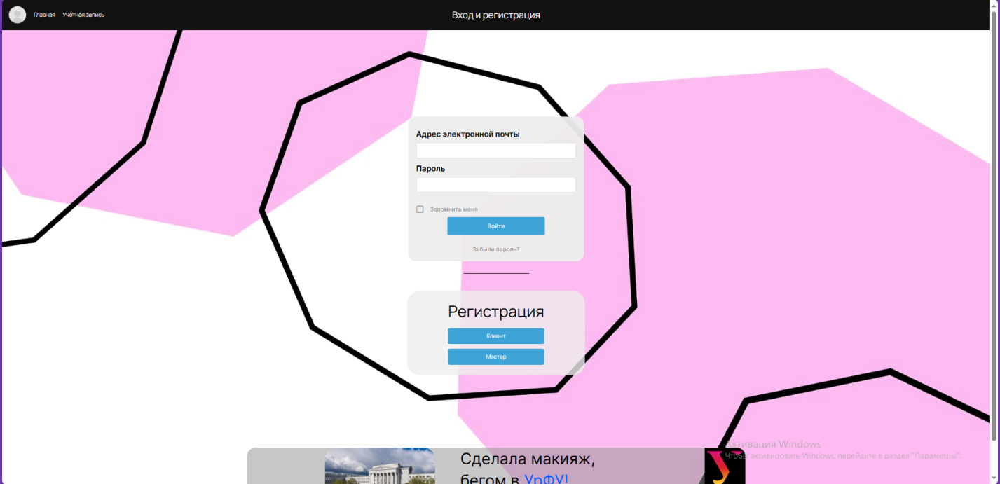 Главная Учётная запись Вход и регистрация
Адрес электронной почты
Пароль
Запомнить меня
Войти
Забыли пароль?
Регистрация
Клиент
Мастер
Сделала макияж,
бегом в УрФУ!
Активация Windows
Чтобы активировать Windows, перейдите в раздел "Параметры".